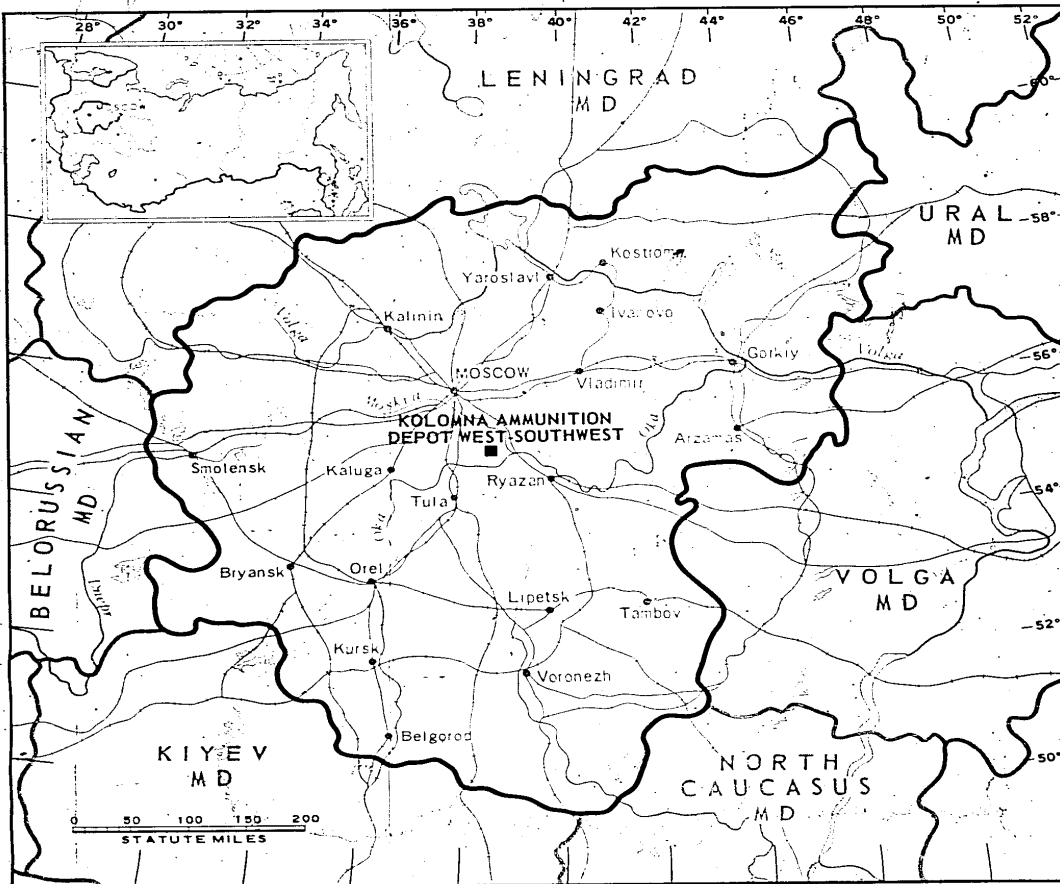 28° 30° 32° 34° 36° 38° 40° 42° 44° 46° 48° 50° 52°
LENINGRAD
MD
60°
URAL
MD
58°
Kostroma
Yaroslavl
Ivanovo
Volga
Kalinin
Gorkiy
Volga
56°
MOSCOW
Vladimir
Moskva
KOLOMNA AMMUNITION
DEPOT WEST-SOUTHWEST
Oka
Arzamas
Smolensk
Kaluga
Ryazan
54°
Tula
Oka
BELORUSSIAN
MD
Dnepr
Bryansk
Orel
VOLGA
MD
Lipetsk
Tambov
52°
Kursk
Voronezh
Belgorod
KIYEV
MD
NORTH
CAUCASUS
MD
50°
0 50 100 150 200
STATUTE MILES